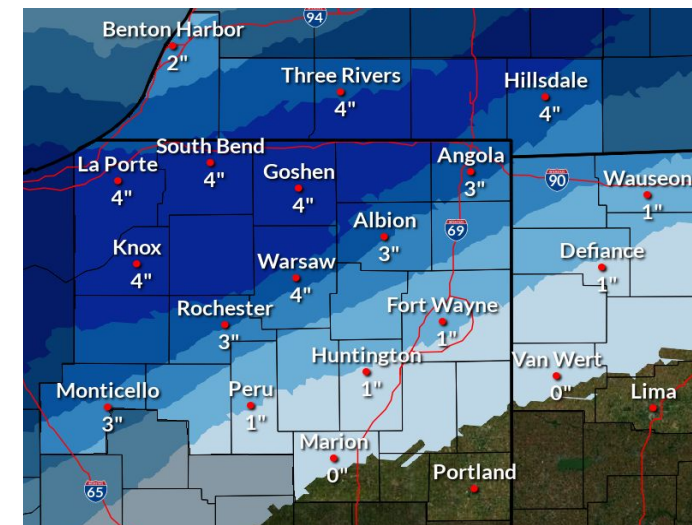 94
Benton Harbor
2"
Three Rivers
4"
Hillsdale
4"
South Bend
4"
La Porte
4"
Goshen
4"
Angola
3"
90
Wauseon
1"
Albion
3"
69
Knox
4"
Warsaw
4"
Defiance
1"
Rochester
3"
Fort Wayne
1"
Huntington
1"
Van Wert
0"
Monticello
3"
Peru
1"
Lima
Marion
0"
Portland
65